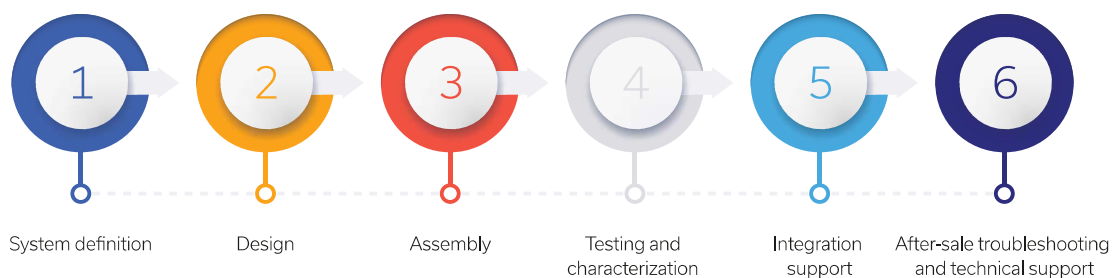 1
2
3
4
5
6
System definition
Design
Assembly
Testing and
characterization
Integration
support
After-sale troubleshooting
and technical support